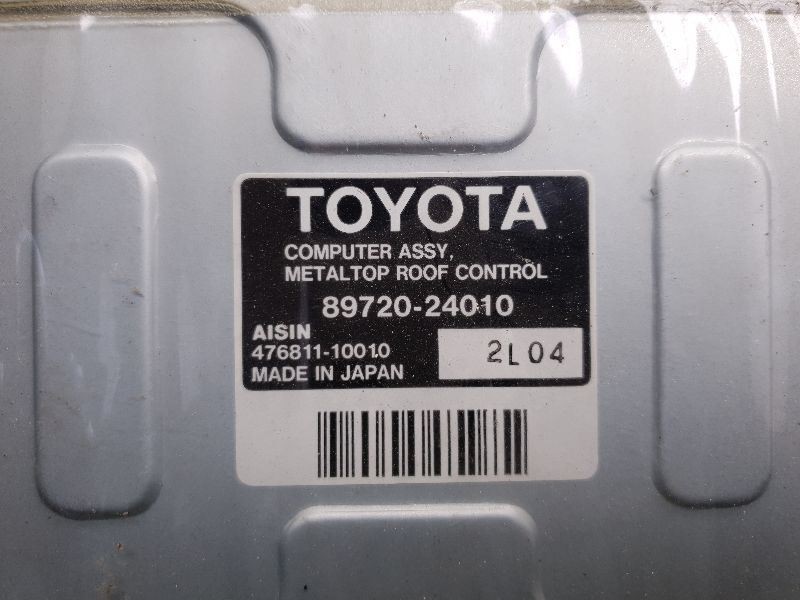 TOYOTA
COMPUTER ASSY,
METALTOP ROOF CONTROL
89720-24010
AISIN
476811-10010
MADE IN JAPAN
2L04